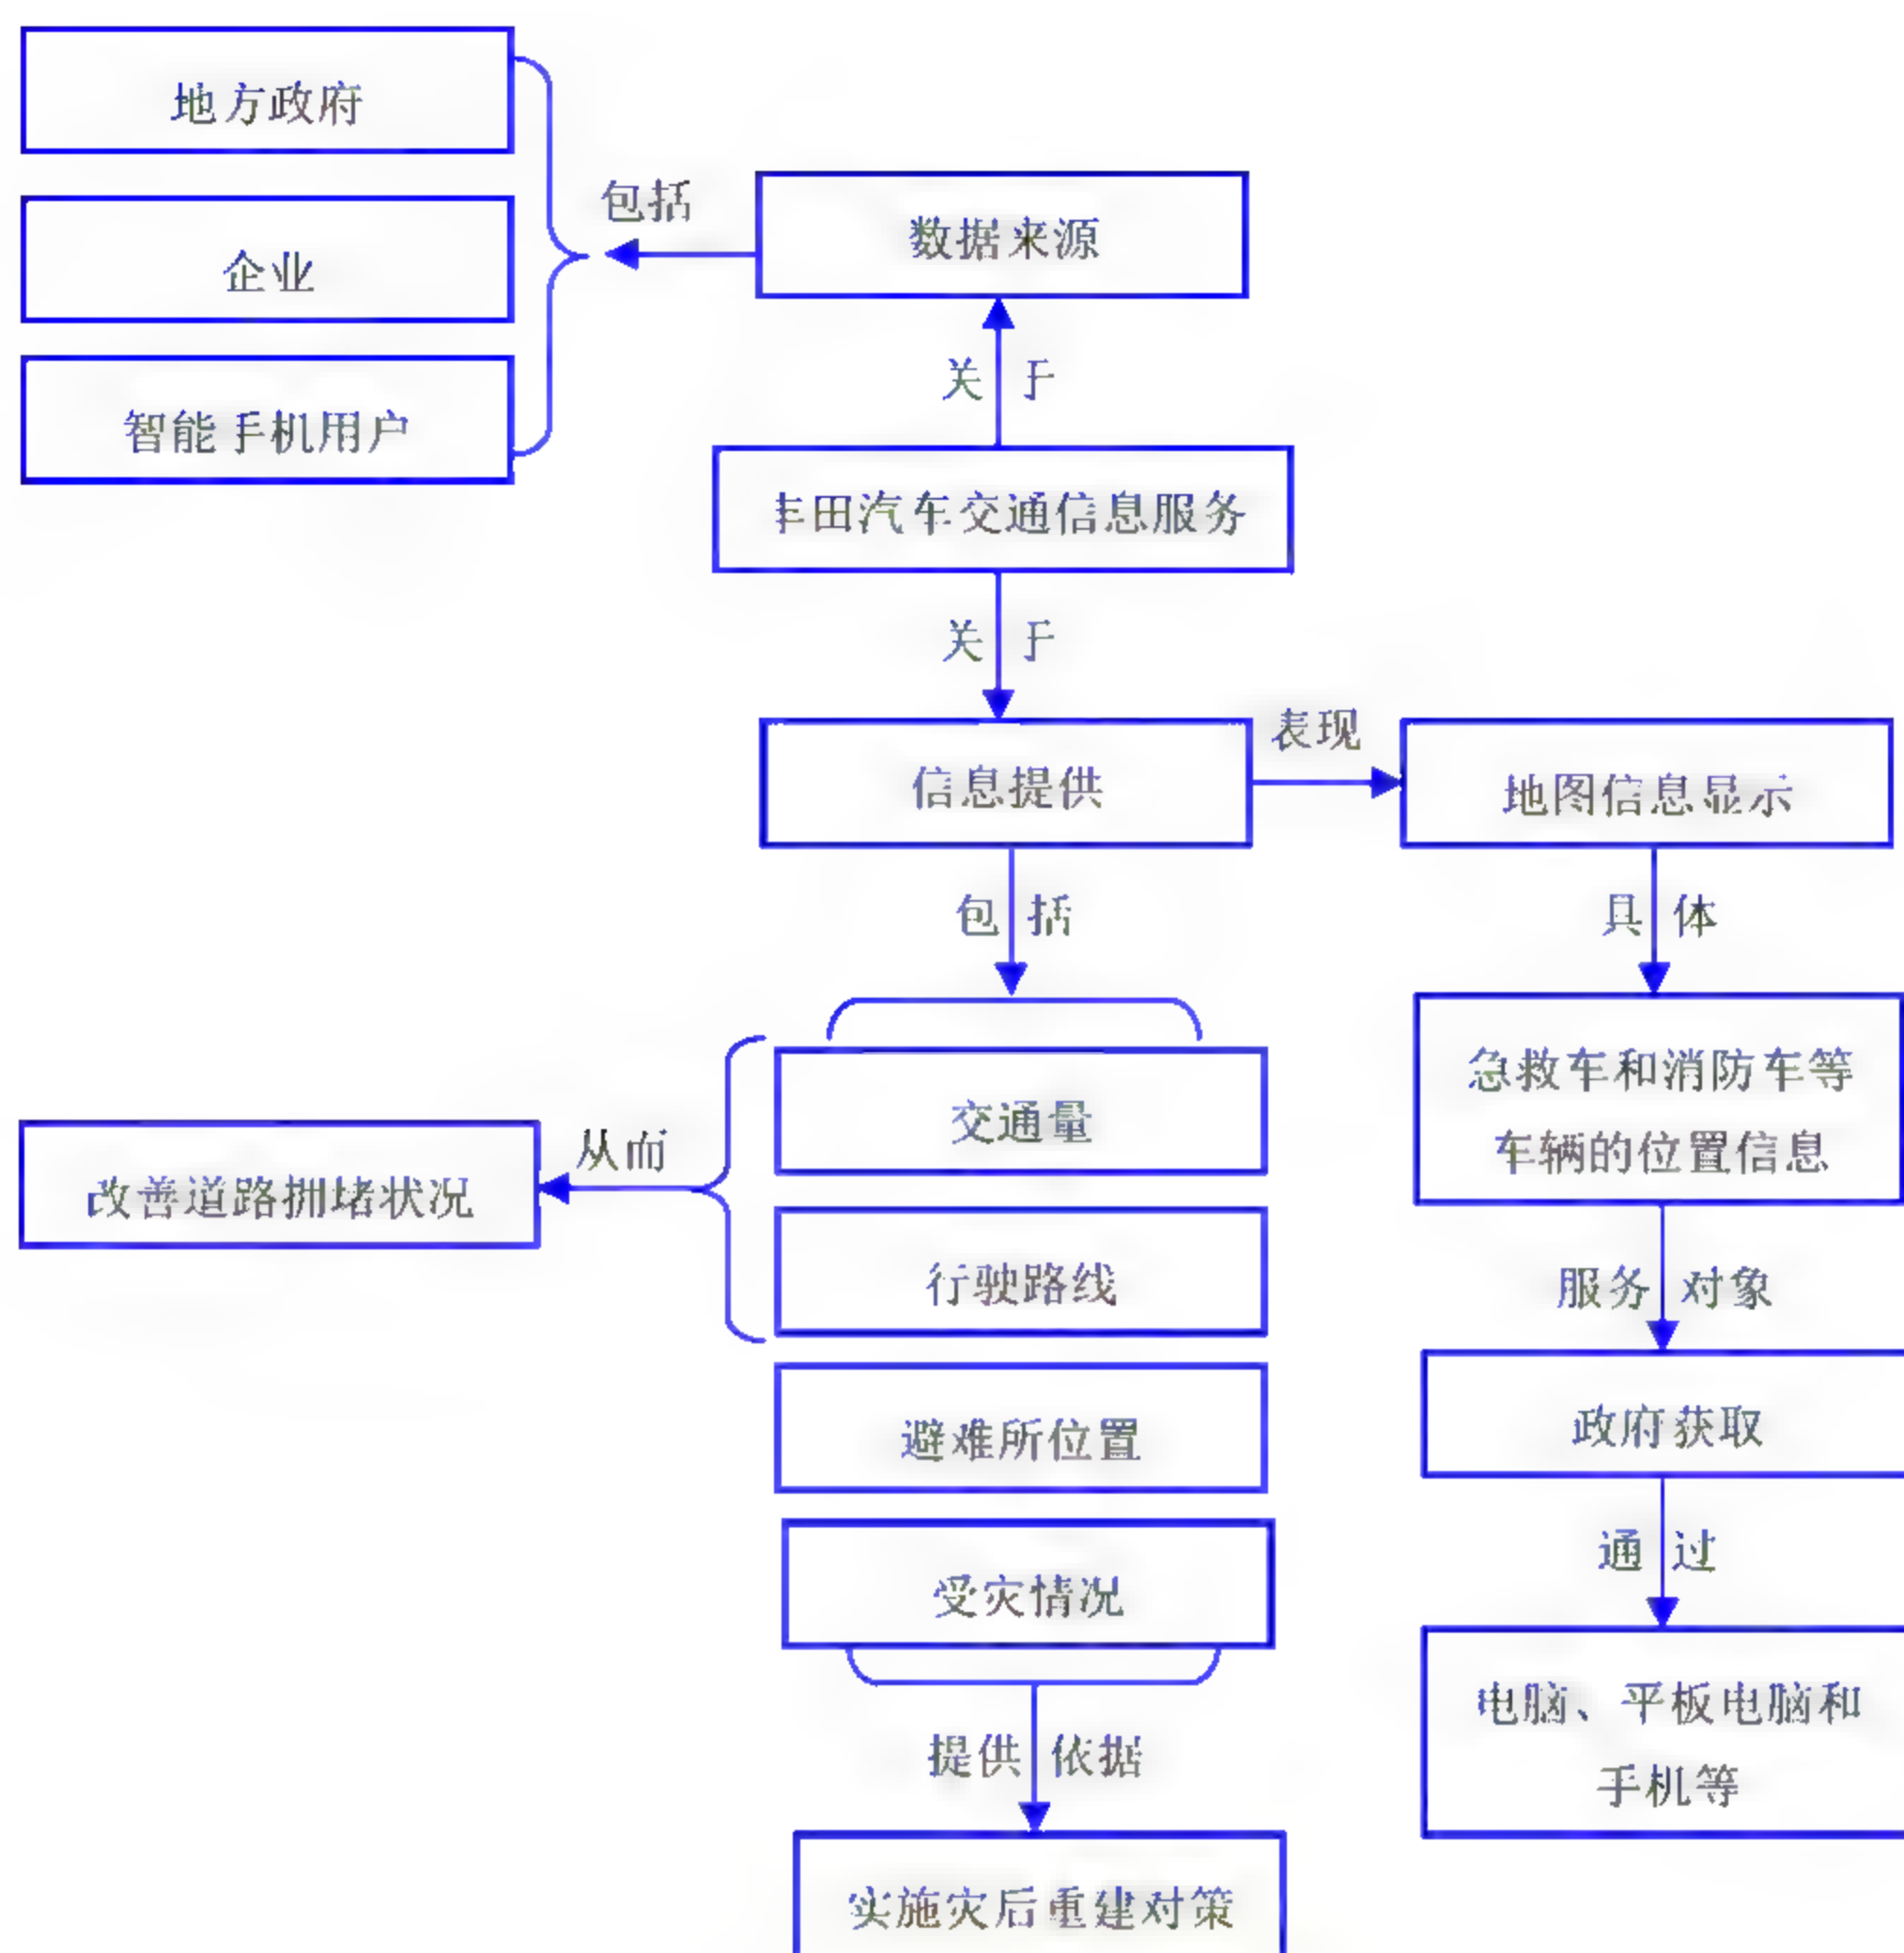 地方政府
企业
智能手机用户
包括
数据来源
关于
丰田汽车交通信息服务
关于
信息提供
表现
地图信息显示
包括
具体
交通量
行驶路线
避难所位置
受灾情况
从而
改善道路拥堵状况
急救车和消防车等
车辆的位置信息
服务对象
政府获取
通过
电脑、平板电脑和
手机等
提供依据
实施灾后重建对策